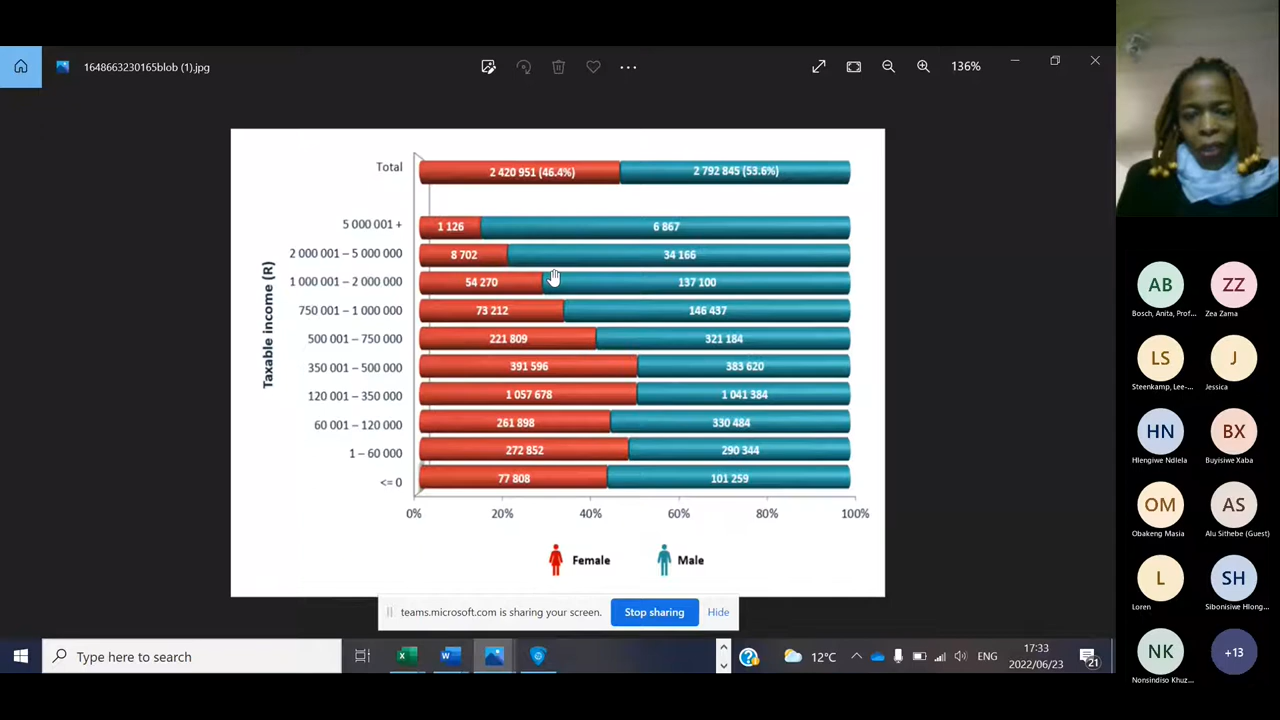 1648663230165blob (1).jpg
136%
Total
2 420 951 (46.4%)
2 792 845 (53.6%)
5 000 001 +
1 126
6 867
2 000 001 – 5 000 000
8 702
34 166
1 000 001 – 2 000 000
54 270
137 100
750 001 – 1 000 000
73 212
146 437
500 001 – 750 000
221 809
321 184
350 001 – 500 000
391 596
383 620
120 001 – 350 000
1 057 678
1 041 384
60 001 – 120 000
261 898
330 484
1 – 60 000
272 852
290 344
<= 0
77 808
101 259
Taxable income (R)
0%
20%
40%
60%
80%
100%
Female
Male
teams.microsoft.com is sharing your screen.
Stop sharing
Hide
Type here to search
12°C
ENG
17:33
2022/06/23
21
AB
Bosch, Anita, Prof...
ZZ
Zea Zama
LS
Steenkamp, Lee-...
J
Jessica
HN
Hlengiwe Ndlela
BX
Buyisiwe Xaba
OM
Obakeng Masia
AS
Alu Sithebe (Guest)
L
Loren
SH
Sibonisiwe Hlong...
NK
Nonsindiso Khuz...
+13